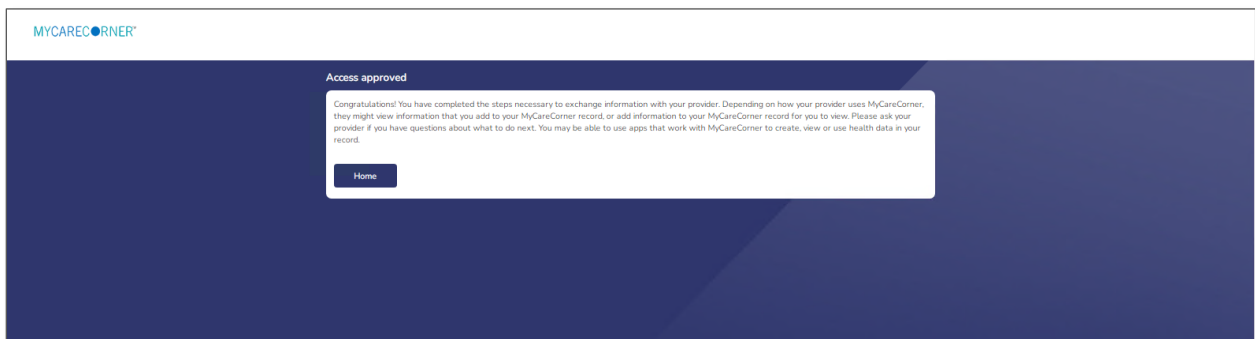 MYCARECORNER™
Access approved
Congratulations! You have completed the steps necessary to exchange information with your provider. Depending on how your provider uses MyCareCorner,
they might view information that you add to your MyCareCorner record, or add information to your MyCareCorner record for you to view. Please ask your
provider if you have questions about what to do next. You may be able to use apps that work with MyCareCorner to create, view or use health data in your
record.
Home